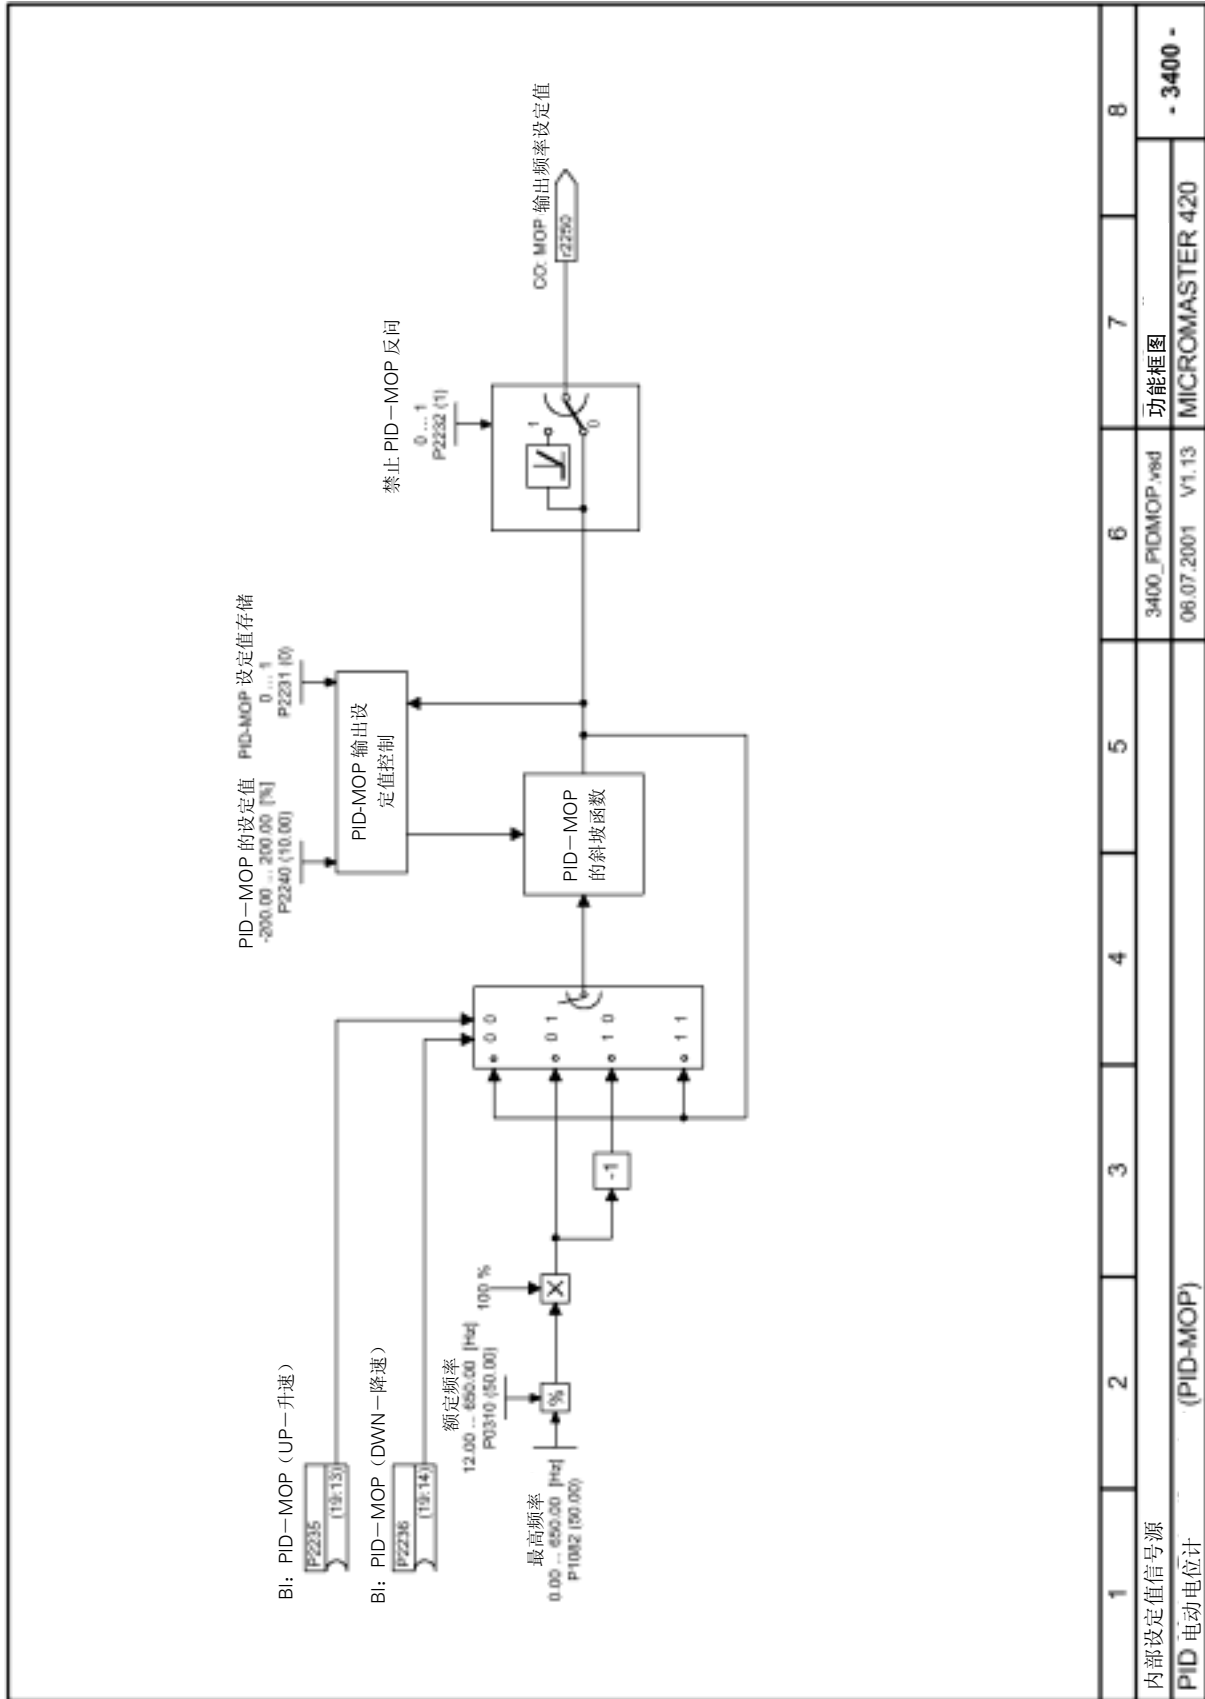 BI: PID－MOP（UP－升速）
P2235
(19:13)
BI: PID－MOP（DWN－降速）
P2236
(19:14)
最高频率
0.00 ... 650.00 [Hz]
P1082 (50.00)
额定频率
12.00 ... 650.00 [Hz]
P0310 (50.00)
%
100 %
X
-1
0 0
0 1
1 0
1 1
PID－MOP 的设定值
-200.00 ... 200.00 [%]
P2240 (10.00)
PID-MOP 设定值存储
0 ... 1
P2231 (0)
PID-MOP 输出设
定值控制
PID－MOP
的斜坡函数
禁止 PID－MOP 反问
0 ... 1
P2232 (1)
1
0
CO: MOP 输出频率设定值
r2250
1 2 3 4 5 6 7 8
内部设定值信号源
3400_PIDMOP.vsd
功能框图
- 3400 -
PID 电动电位计 (PID-MOP)
06.07.2001 V1.13
MICROMASTER 420